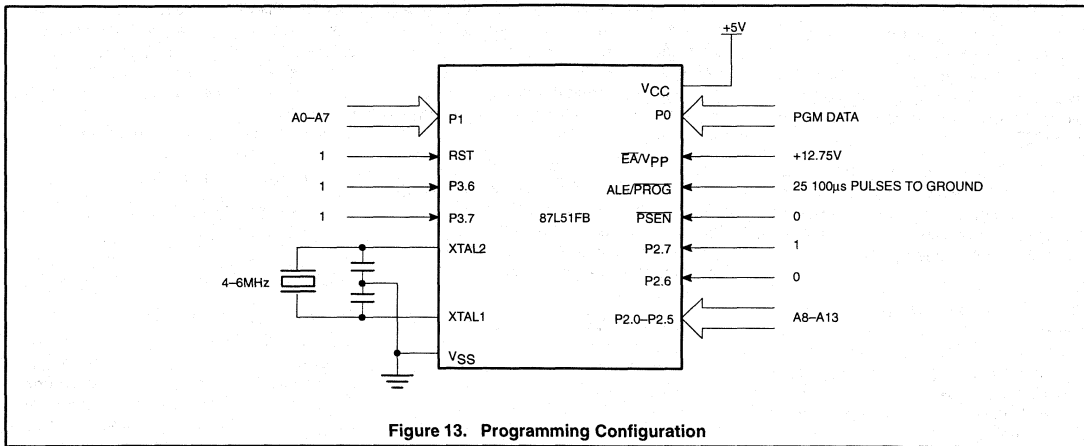 +5V
VCC
A0–A7
P1
P0
PGM DATA
1
RST
EA/VPP
+12.75V
1
P3.6
ALE/PROG
25 100µs PULSES TO GROUND
1
P3.7
87L51FB
PSEN
0
XTAL2
P2.7
1
4–6MHz
P2.6
0
XTAL1
P2.0–P2.5
A8–A13
VSS
Figure 13. Programming Configuration